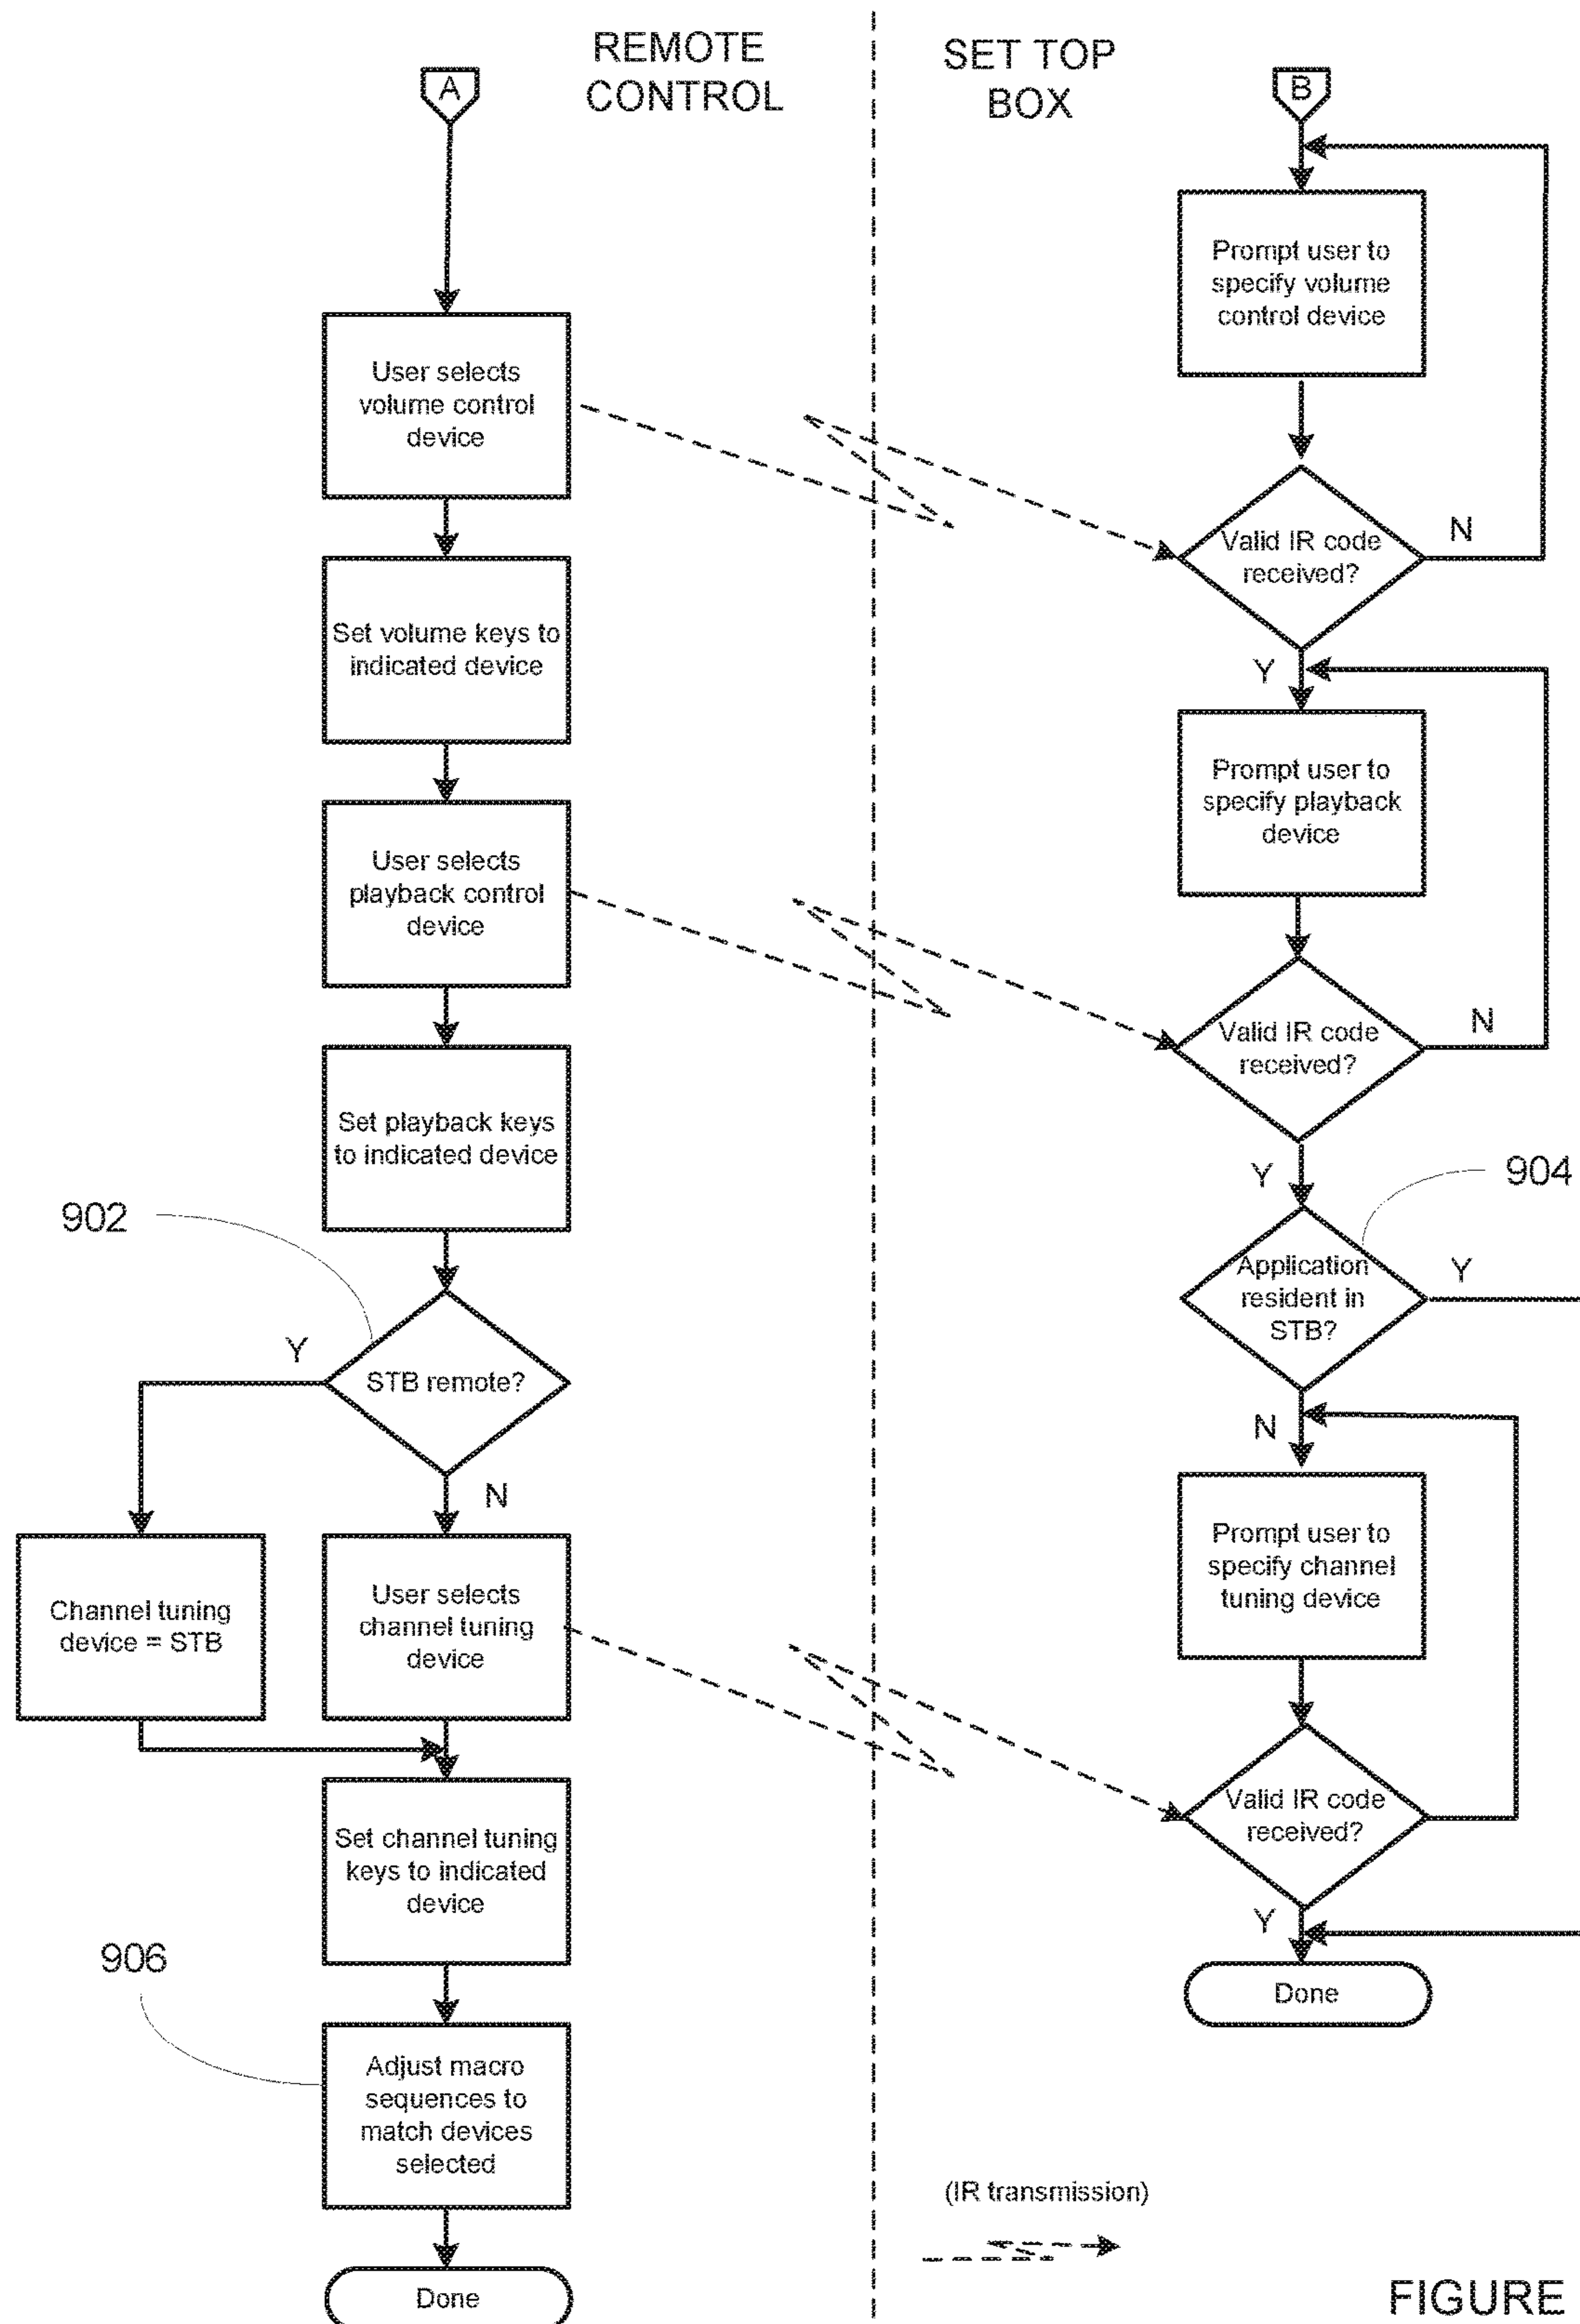 REMOTE
CONTROL
SET TOP
BOX
A
B
User selects
volume control
device
Set volume keys to
indicated device
User selects
playback control
device
Set playback keys
to indicated device
902
Y
STB remote?
N
Channel tuning
device = STB
User selects
channel tuning
device
Set channel tuning
keys to indicated
device
906
Adjust macro
sequences to
match devices
selected
Done
Prompt user to
specify volume
control device
Valid IR code
received?
N
Y
Prompt user to
specify playback
device
Valid IR code
received?
N
Y
904
Application
resident in
STB?
Y
N
Prompt user to
specify channel
tuning device
Valid IR code
received?
Y
Done
(IR transmission)
FIGURE